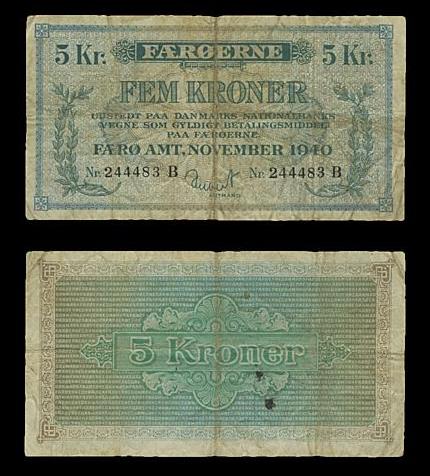 5 Kr. FÆRØERNE 5 Kr.
FEM KRONER
UDSTEDT PAA DANMARKS NATIONALBANKS
VEGNE SOM GYLDIGT BETALINGSMIDDEL
PAA FÆRØERNE
FÆRØ AMT, NOVEMBER 1940
Nr. 244483 B Nr. 244483 B
AMTMAND
5 Kroner